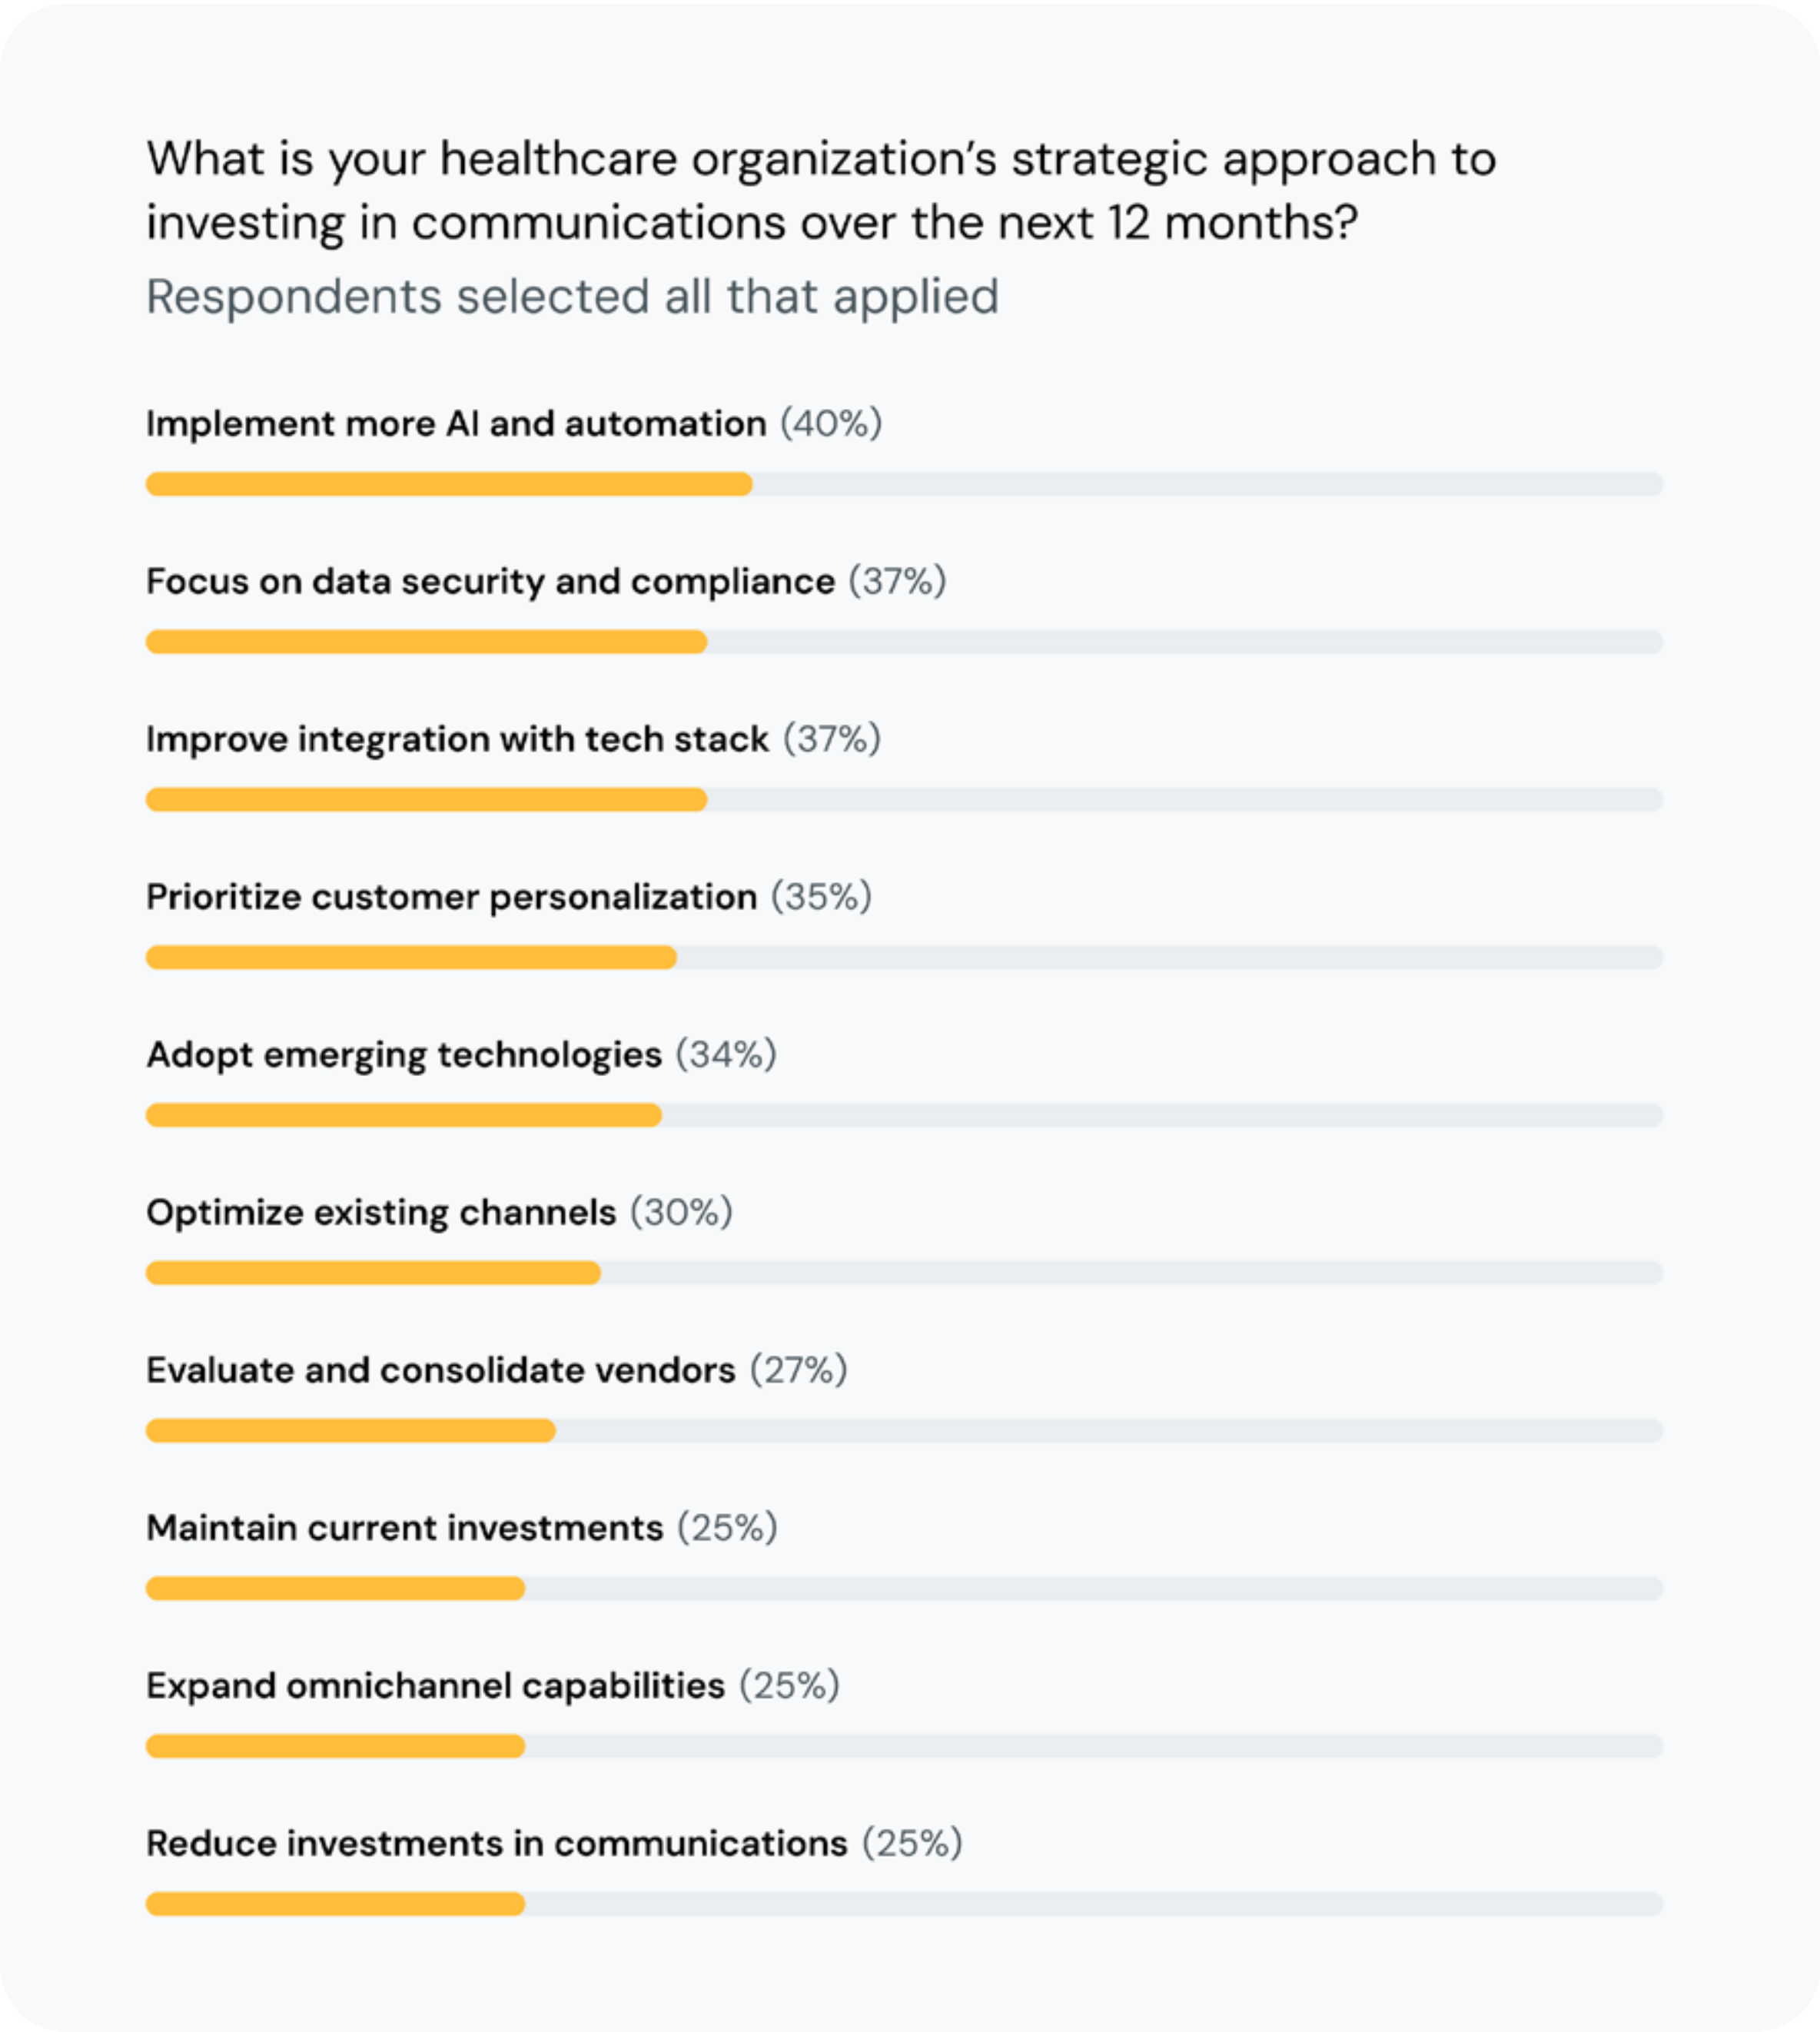 What is your healthcare organization’s strategic approach to
investing in communications over the next 12 months?
Respondents selected all that applied
Implement more AI and automation (40%)
Focus on data security and compliance (37%)
Improve integration with tech stack (37%)
Prioritize customer personalization (35%)
Adopt emerging technologies (34%)
Optimize existing channels (30%)
Evaluate and consolidate vendors (27%)
Maintain current investments (25%)
Expand omnichannel capabilities (25%)
Reduce investments in communications (25%)